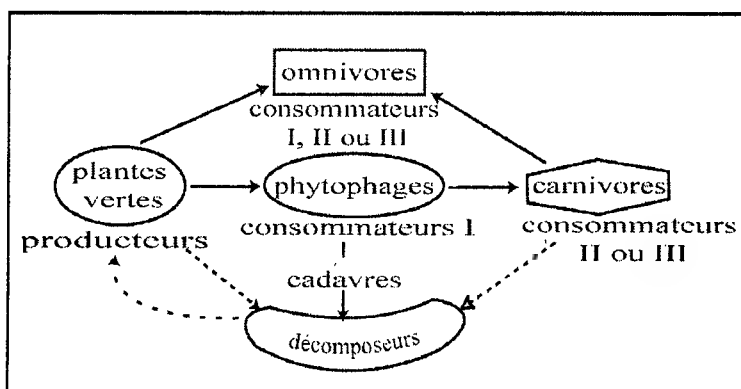 omnivores
consommateurs
I, II ou III
plantes
vertes
phytophages
carnivores
producteurs
consommateurs I
consommateurs
II ou III
cadavres
décomposeurs